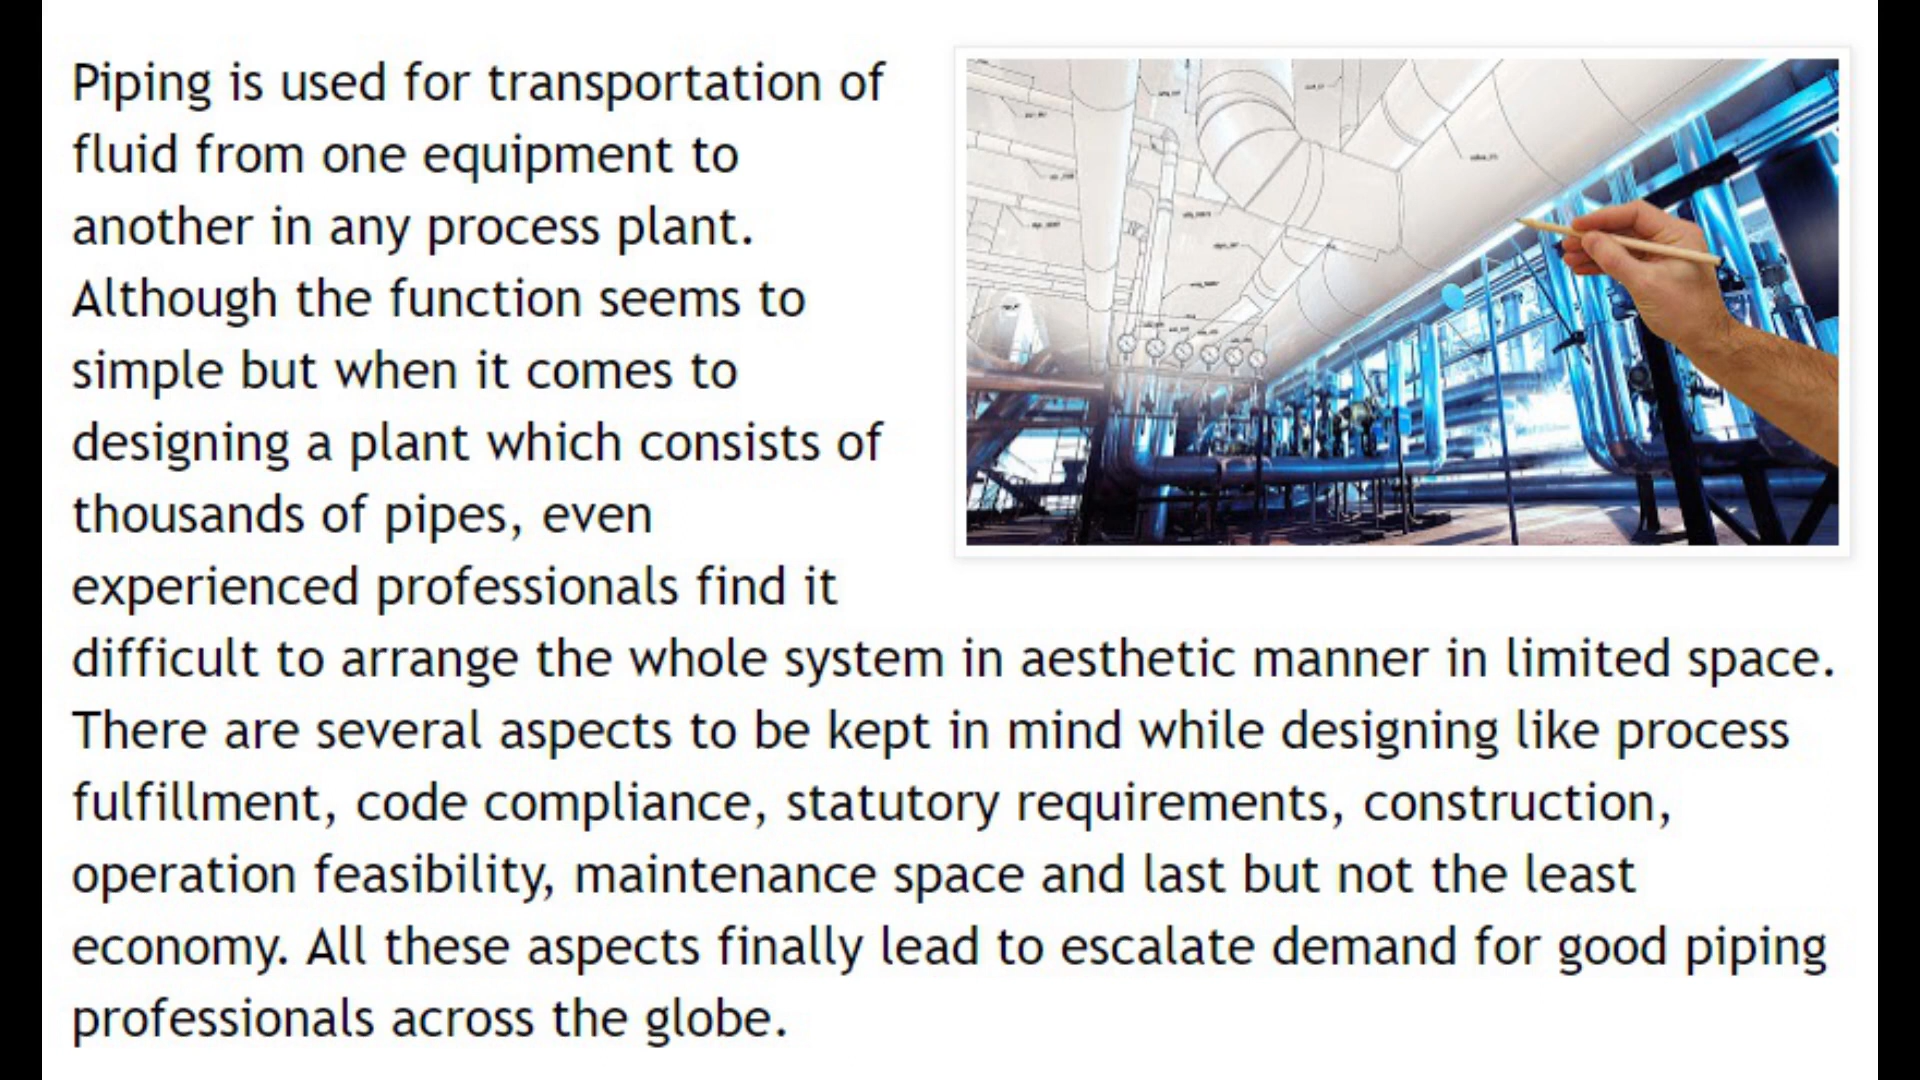 Piping is used for transportation of
fluid from one equipment to
another in any process plant.
Although the function seems to
simple but when it comes to
designing a plant which consists of
thousands of pipes, even
experienced professionals find it
difficult to arrange the whole system in aesthetic manner in limited space.
There are several aspects to be kept in mind while designing like process
fulfillment, code compliance, statutory requirements, construction,
operation feasibility, maintenance space and last but not the least
economy. All these aspects finally lead to escalate demand for good piping
professionals across the globe.